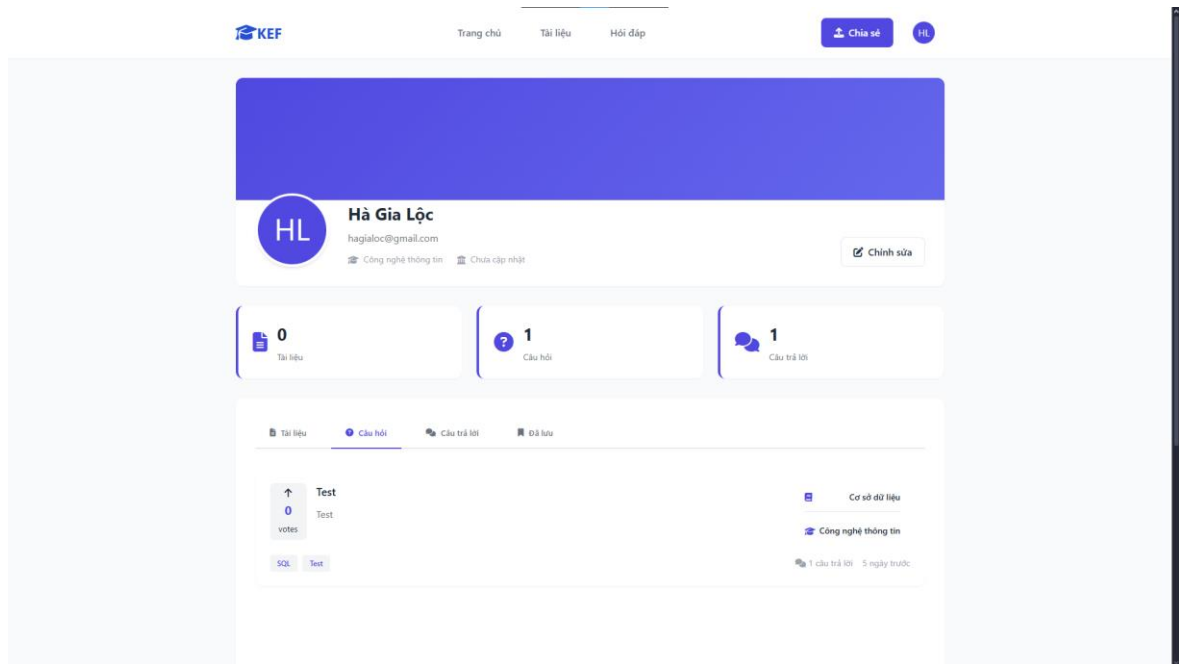 KEF
Trang chủ
Tài liệu
Hỏi đáp
Chia sẻ
HL
HL
Hà Gia Lộc
hagialoc@gmail.com
Công nghệ thông tin
Chưa cập nhật
Chỉnh sửa
0
Tài liệu
1
Câu hỏi
1
Câu trả lời
Tài liệu
Câu hỏi
Câu trả lời
Đã lưu
Test
0
Test
votes
Cơ sở dữ liệu
Công nghệ thông tin
SQL
Test
1 câu trả lời
5 ngày trước